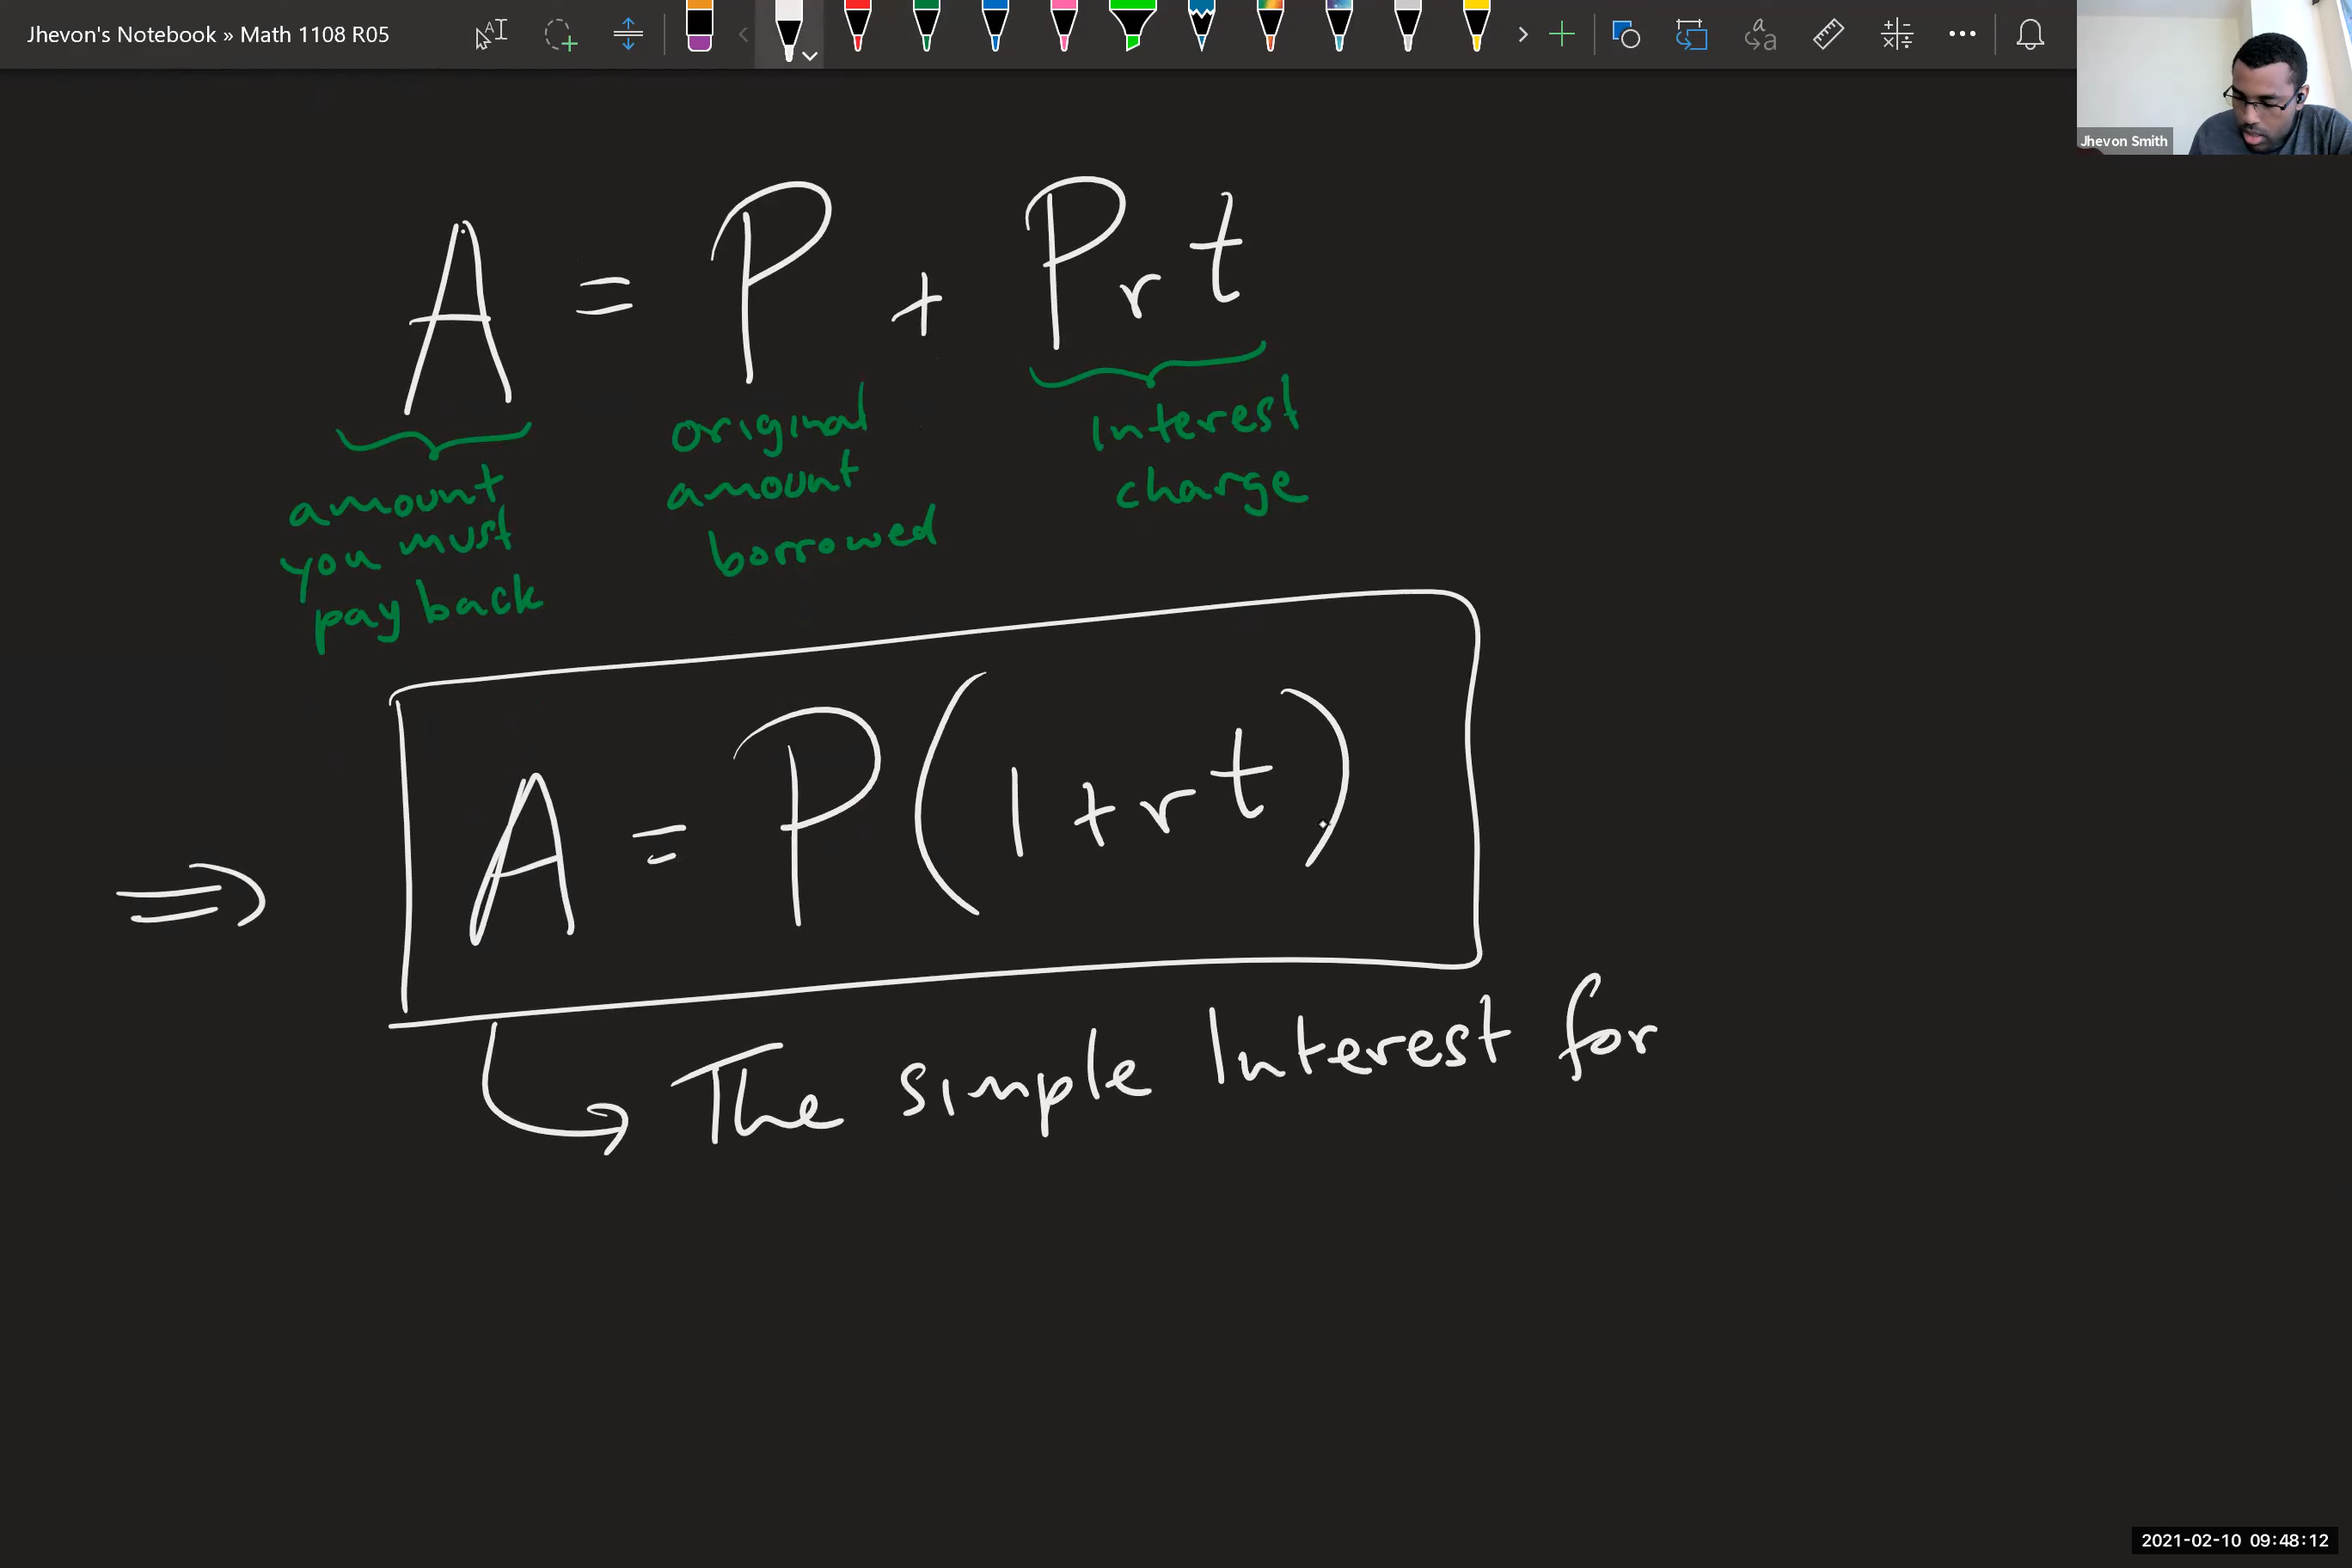 Jhevon's Notebook » Math 1108 R05
Jhevon Smith
A = P + Prt
amount you must pay back
original amount borrowed
interest charge
⇒ A = P(1+rt)
The simple Interest for
2021-02-10 09:48:12